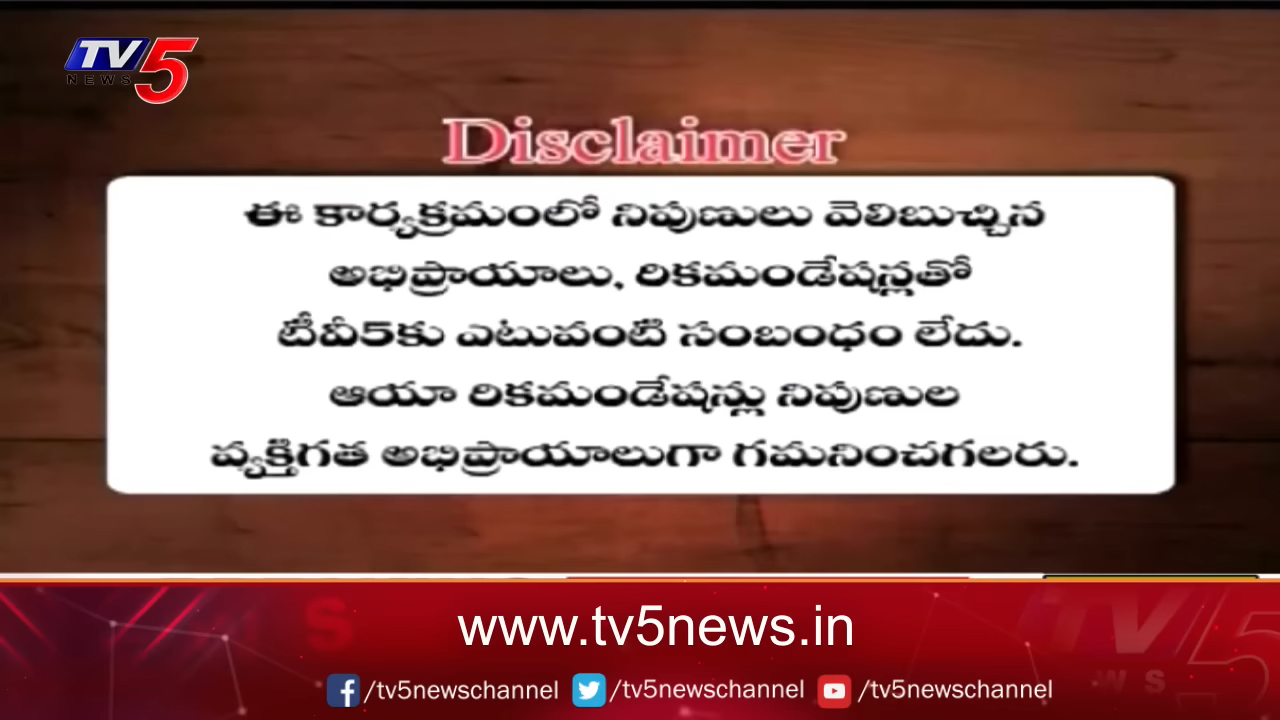 TV5
NEWS
Disclaimer
ఈ కార్యక్రమంలో నిపుణులు వెలిబుచ్చిన
అభిప్రాయాలు, రికమండేషన్లతో
టీవీ5కు ఎటువంటి సంబంధం లేదు.
ఆయా రికమండేషన్లు నిపుణుల
వ్యక్తిగత అభిప్రాయాలుగా గమనించగలరు.
www.tv5news.in
/tv5newschannel /tv5newschannel /tv5newschannel